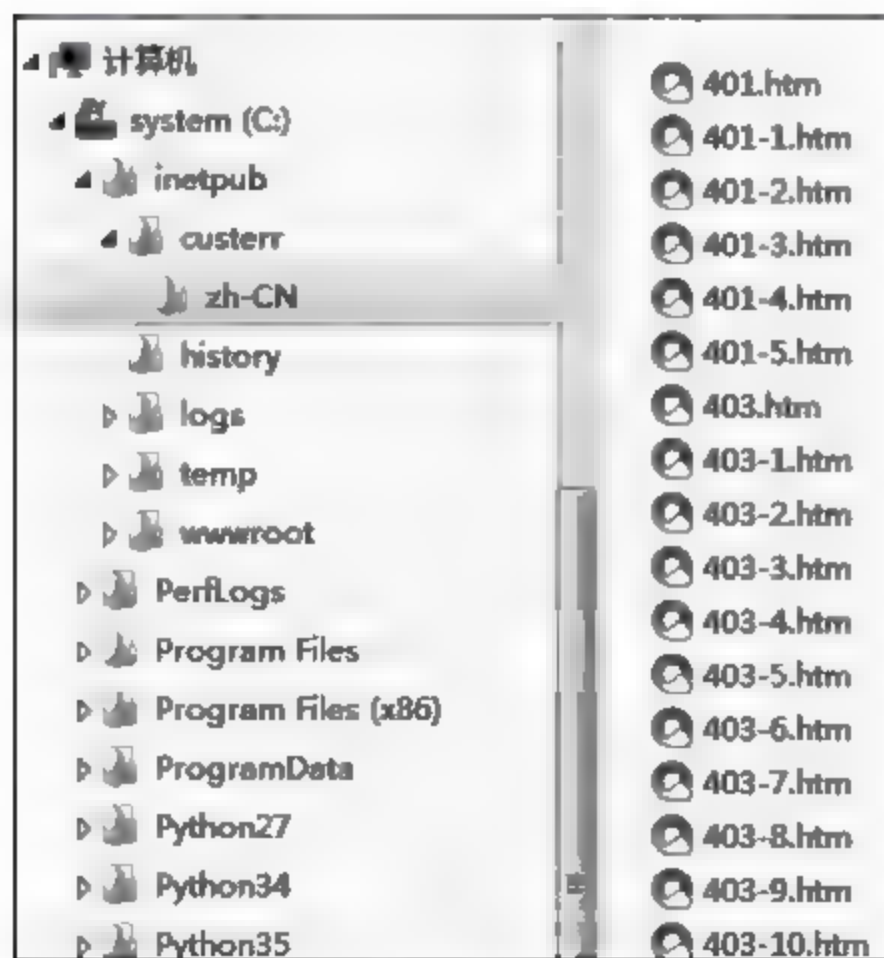 计算机
system (C:)
inetpub
custerr
zh-CN
history
logs
temp
wwwroot
PerfLogs
Program Files
Program Files (x86)
ProgramData
Python27
Python34
Python35
401.htm
401-1.htm
401-2.htm
401-3.htm
401-4.htm
401-5.htm
403.htm
403-1.htm
403-2.htm
403-3.htm
403-4.htm
403-5.htm
403-6.htm
403-7.htm
403-8.htm
403-9.htm
403-10.htm